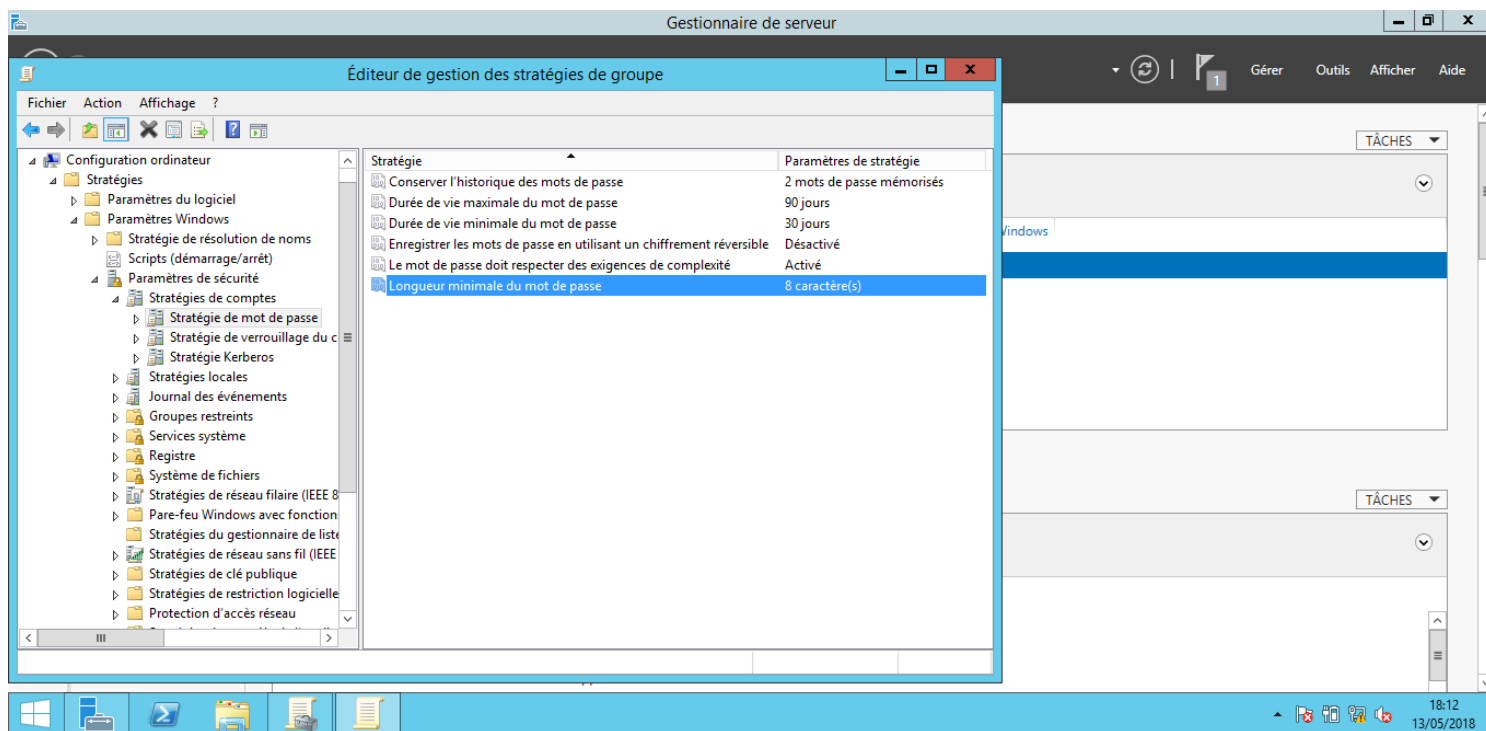 Gestionnaire de serveur
Éditeur de gestion des stratégies de groupe
1 Gérer Outils Afficher Aide
Fichier Action Affichage ?
TÂCHES
Configuration ordinateur
Stratégies
Paramètres du logiciel
Paramètres Windows
Stratégie de résolution de noms
Scripts (démarrage/arrêt)
Paramètres de sécurité
Stratégies de comptes
Stratégie de mot de passe
Stratégie de verrouillage du c
Stratégie Kerberos
Stratégies locales
Journal des événements
Groupes restreints
Services système
Registre
Système de fichiers
Stratégies de réseau filaire (IEEE 8
Pare-feu Windows avec fonction
Stratégies du gestionnaire de liste
Stratégies de réseau sans fil (IEEE
Stratégies de clé publique
Stratégies de restriction logicielle
Protection d'accès réseau
Stratégie Paramètres de stratégie
Conserver l'historique des mots de passe 2 mots de passe mémorisés
Durée de vie maximale du mot de passe 90 jours
Durée de vie minimale du mot de passe 30 jours
Enregistrer les mots de passe en utilisant un chiffrement réversible Désactivé
Le mot de passe doit respecter des exigences de complexité Activé
Longueur minimale du mot de passe 8 caractère(s)
Windows
TÂCHES
18:12
13/05/2018